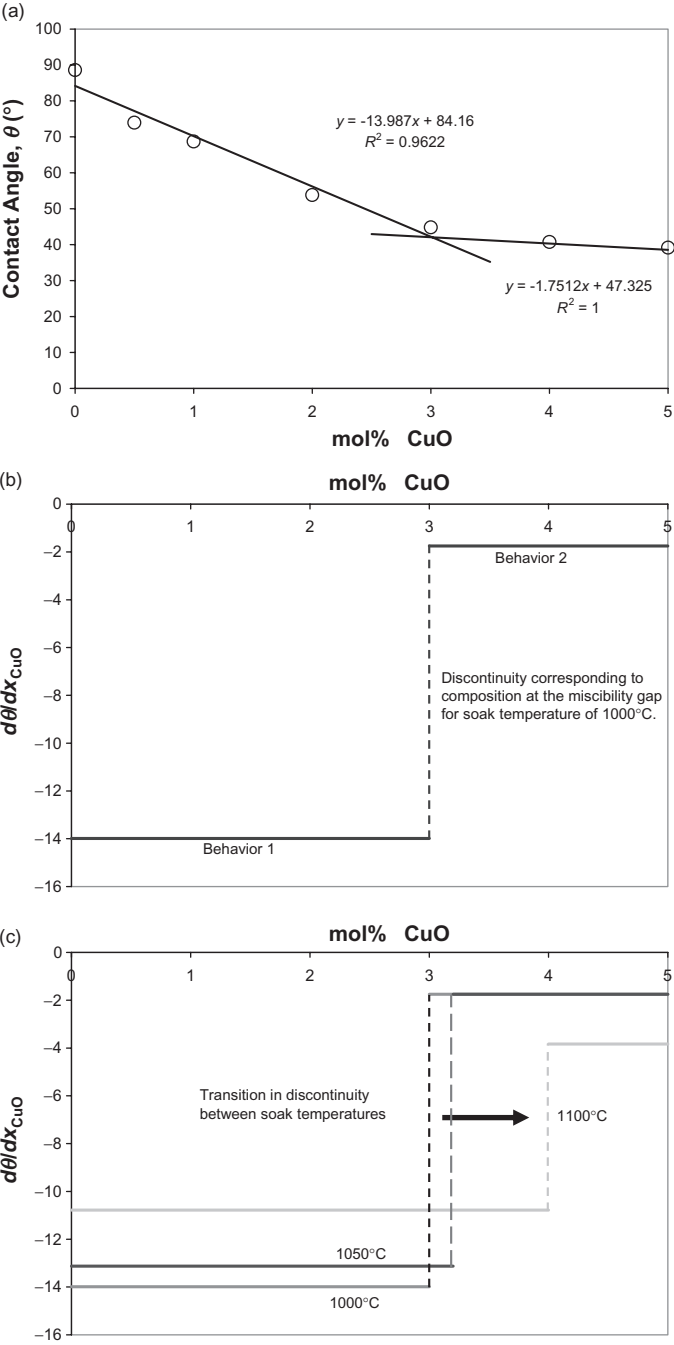 (a)
100
90
80
70
60
50
40
30
20
10
0
Contact Angle, θ (°)
y = -13.987x + 84.16
R² = 0.9622
y = -1.7512x + 47.325
R² = 1
0 1 2 3 4 5
mol% CuO
(b)
mol% CuO
0 1 2 3 4 5
0
−2
−4
−6
−8
−10
−12
−14
−16
dθ/dxCuO
Behavior 2
Discontinuity corresponding to
composition at the miscibility gap
for soak temperature of 1000°C.
Behavior 1
(c)
mol% CuO
0 1 2 3 4 5
0
−2
−4
−6
−8
−10
−12
−14
−16
dθ/dxCuO
Transition in discontinuity
between soak temperatures
1100°C
1050°C
1000°C